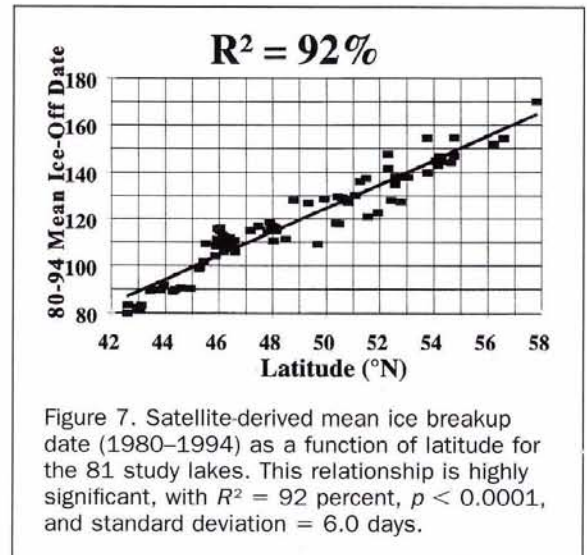 R² = 92%
80-94 Mean Ice-Off Date
180
160
140
120
100
80
42 44 46 48 50 52 54 56 58
Latitude (°N)
Figure 7. Satellite-derived mean ice breakup
date (1980–1994) as a function of latitude for
the 81 study lakes. This relationship is highly
significant, with R² = 92 percent, p < 0.0001,
and standard deviation = 6.0 days.